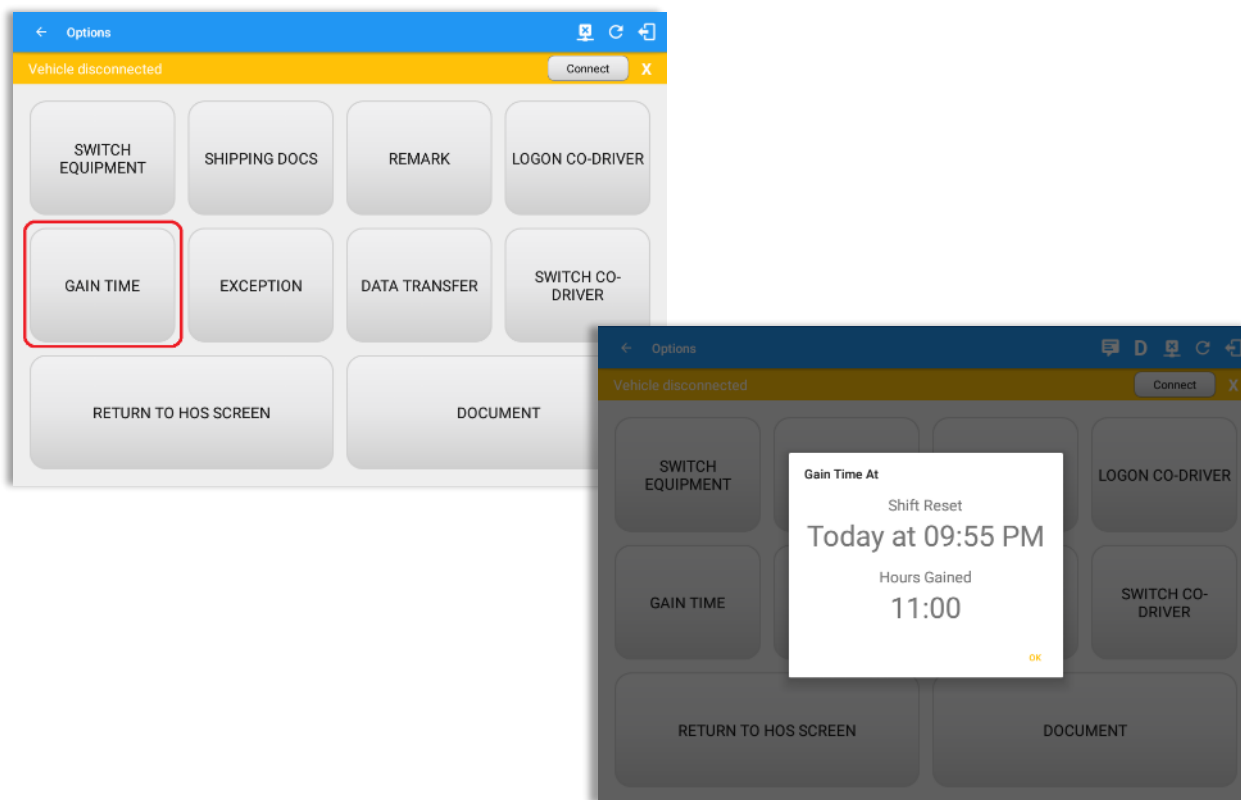 Options
Vehicle disconnected
Connect
X
SWITCH
EQUIPMENT
SHIPPING DOCS
REMARK
LOGON CO-DRIVER
GAIN TIME
EXCEPTION
DATA TRANSFER
SWITCH CO-
DRIVER
RETURN TO HOS SCREEN
DOCUMENT
Options
D
Vehicle disconnected
Connect
X
SWITCH
EQUIPMENT
LOGON CO-DRIVER
Gain Time At
Shift Reset
Today at 09:55 PM
Hours Gained
11:00
OK
GAIN TIME
SWITCH CO-
DRIVER
RETURN TO HOS SCREEN
DOCUMENT